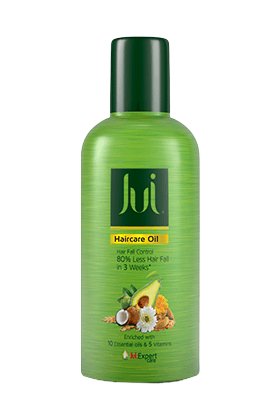 Jui
Haircare Oil
Hair Fall Control
80% Less Hair Fall
in 3 Weeks*
Enriched with
10 Essential oils & 5 Vitamins
Expert